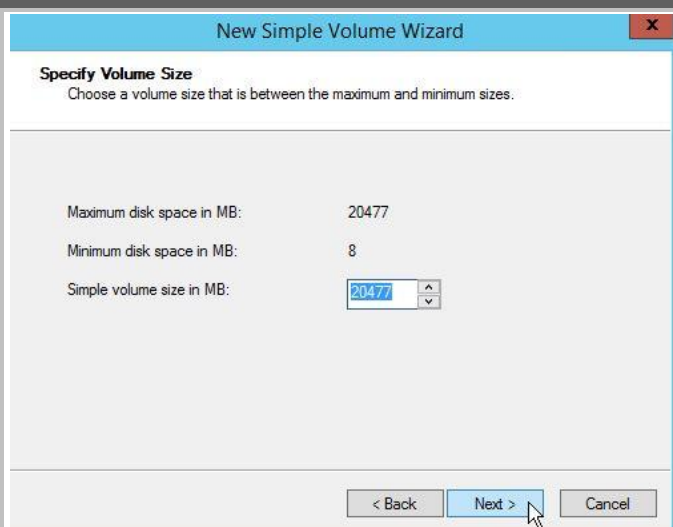 New Simple Volume Wizard x
Specify Volume Size
Choose a volume size that is between the maximum and minimum sizes.
Maximum disk space in MB: 20477
Minimum disk space in MB: 8
Simple volume size in MB: 20477
< Back Next > Cancel